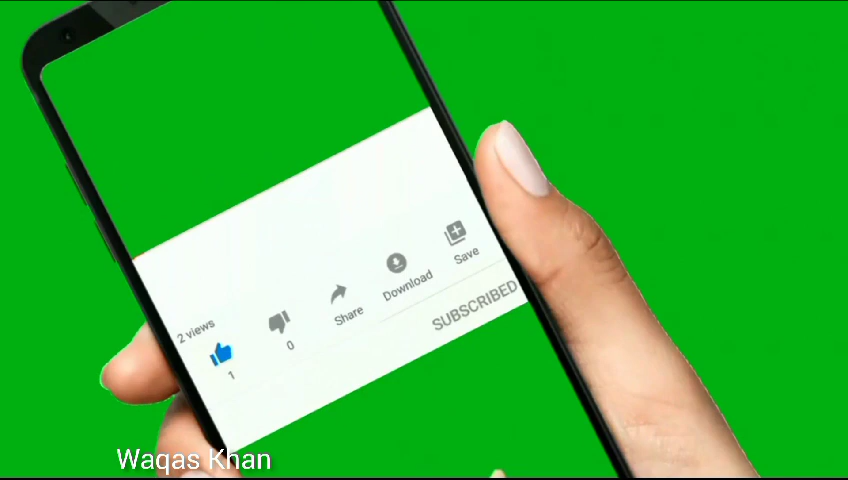 2 views
1
0
Share
Download
Save
SUBSCRIBED
Waqas Khan